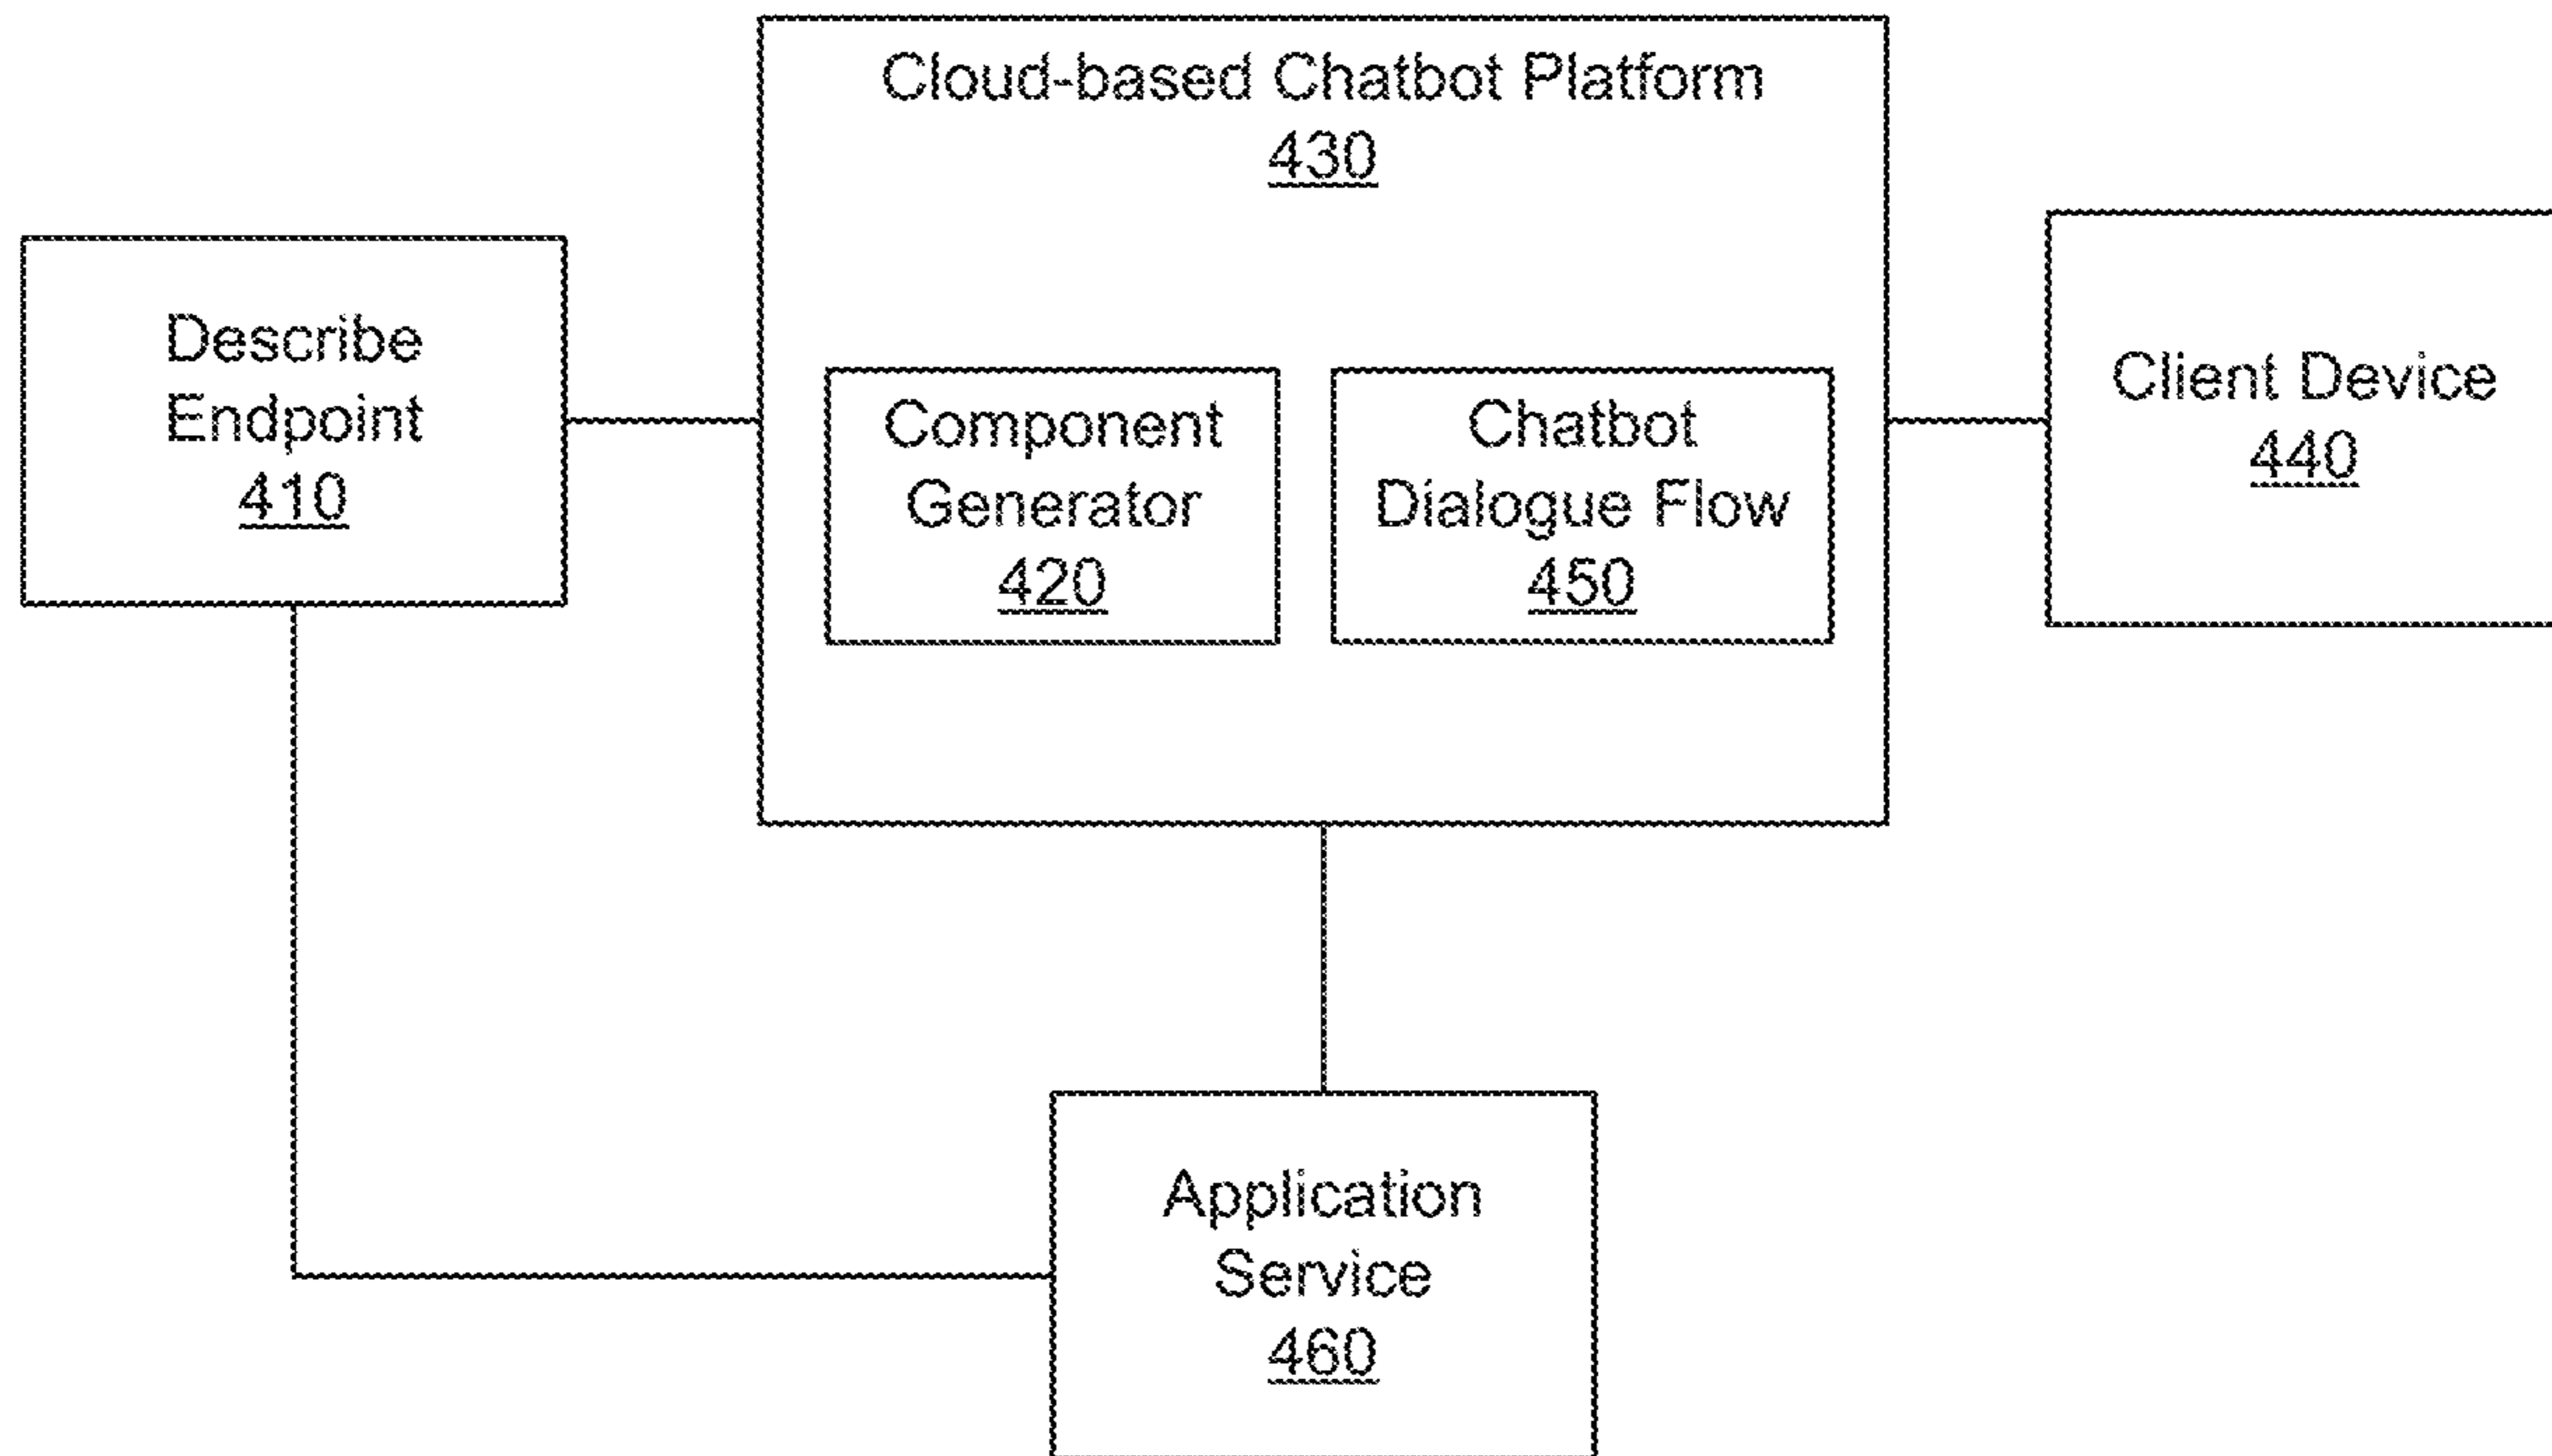 Cloud-based Chatbot Platform
430
Describe
Endpoint
410
Component
Generator
420
Chatbot
Dialogue Flow
450
Client Device
440
Application
Service
460